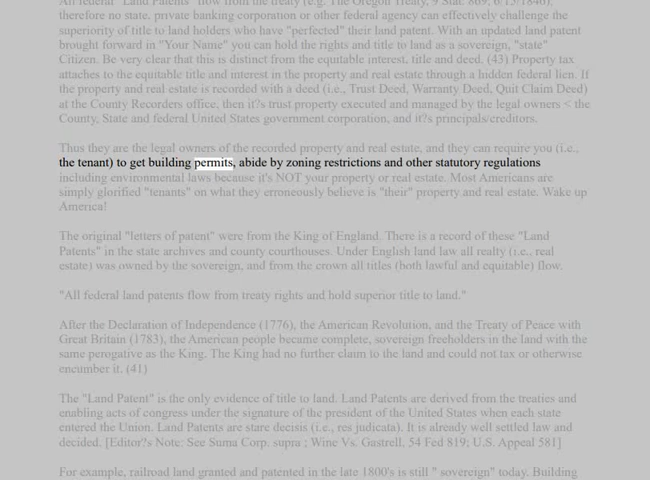 All federal "Land Patents" flow from the treaty (e.g. The Oregon Treaty, 9 Stat. 869, 6/15/1846),
therefore no state, private banking corporation or other federal agency can effectively challenge the
superiority of title to land holders who have "perfected" their land patent. With an updated land patent
brought forward in "Your Name" you can hold the rights and title to land as a sovereign, "state"
Citizen. Be very clear that this is distinct from the equitable interest, title and deed. (43) Property tax
attaches to the equitable title and interest in the property and real estate through a hidden federal lien. If
the property and real estate is recorded with a deed (i.e., Trust Deed, Warranty Deed, Quit Claim Deed)
at the County Recorders office, then it?s trust property executed and managed by the legal owners < the
County, State and federal United States government corporation, and it?s principals/creditors.
Thus they are the legal owners of the recorded property and real estate, and they can require you (i.e.,
the tenant) to get building permits, abide by zoning restrictions and other statutory regulations
including environmental laws because it's NOT your property or real estate. Most Americans are
simply glorified "tenants" on what they erroneously believe is "their" property and real estate. Wake up
America!
The original "letters of patent" were from the King of England. There is a record of these "Land
Patents" in the state archives and county courthouses. Under English land law all realty (i.e., real
estate) was owned by the sovereign, and from the crown all titles (both lawful and equitable) flow.
"All federal land patents flow from treaty rights and hold superior title to land."
After the Declaration of Independence (1776), the American Revolution, and the Treaty of Peace with
Great Britain (1783), the American people became complete, sovereign freeholders in the land with the
same perogative as the King. The King had no further claim to the land and could not tax or otherwise
encumber it. (41)
The "Land Patent" is the only evidence of title to land. Land Patents are derived from the treaties and
enabling acts of congress under the signature of the president of the United States when each state
entered the Union. Land Patents are stare decisis (i.e., res judicata). It is already well settled law and
decided. [Editor?s Note: See Suma Corp. supra ; Wine Vs. Gastrell, 54 Fed 819; U.S. Appeal 581]
For example, railroad land granted and patented in the late 1800's is still " sovereign" today. Building